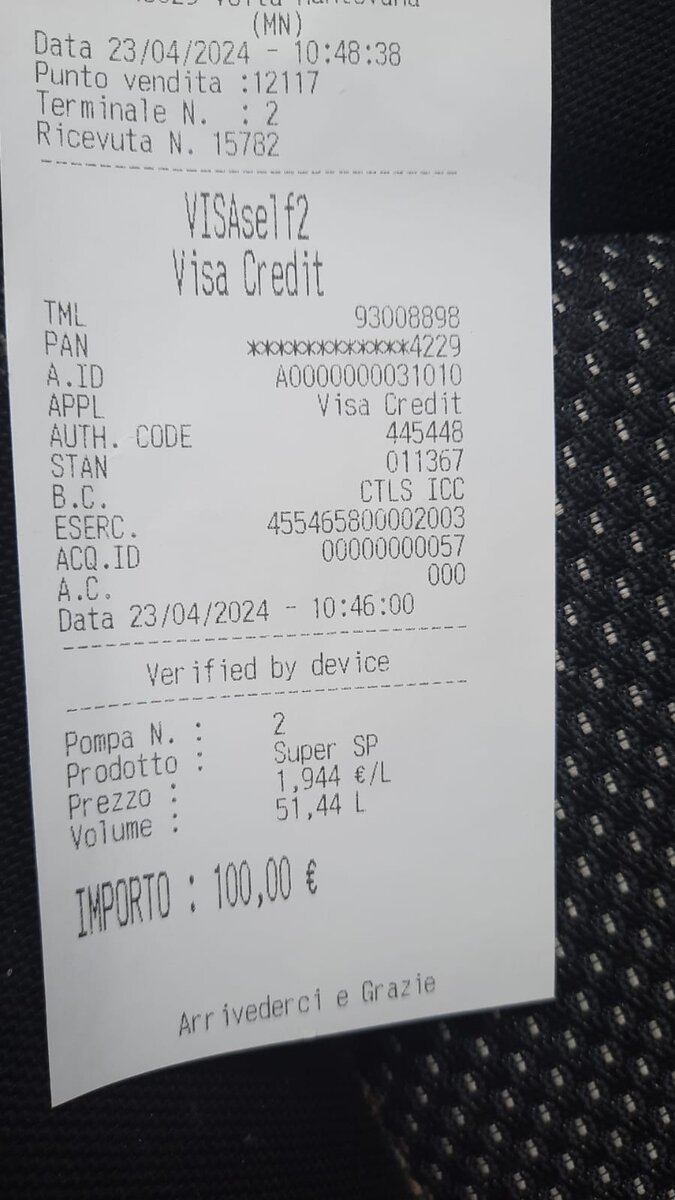 (MN)
Data 23/04/2024 - 10:48:38
Punto vendita :12117
Terminale N. : 2
Ricevuta N. 15782
VISAself2
Visa Credit
TML 93008898
PAN ************4229
A.ID A0000000031010
APPL Visa Credit
AUTH. CODE 445448
STAN 011367
B.C. CTLS ICC
ESERC. 455465800002003
ACQ.ID 00000000057
A.C. 000
Data 23/04/2024 - 10:46:00
Verified by device
Pompa N. : 2
Prodotto : Super SP
Prezzo : 1,944 €/L
Volume : 51,44 L
IMPORTO : 100,00 €
Arrivederci e Grazie